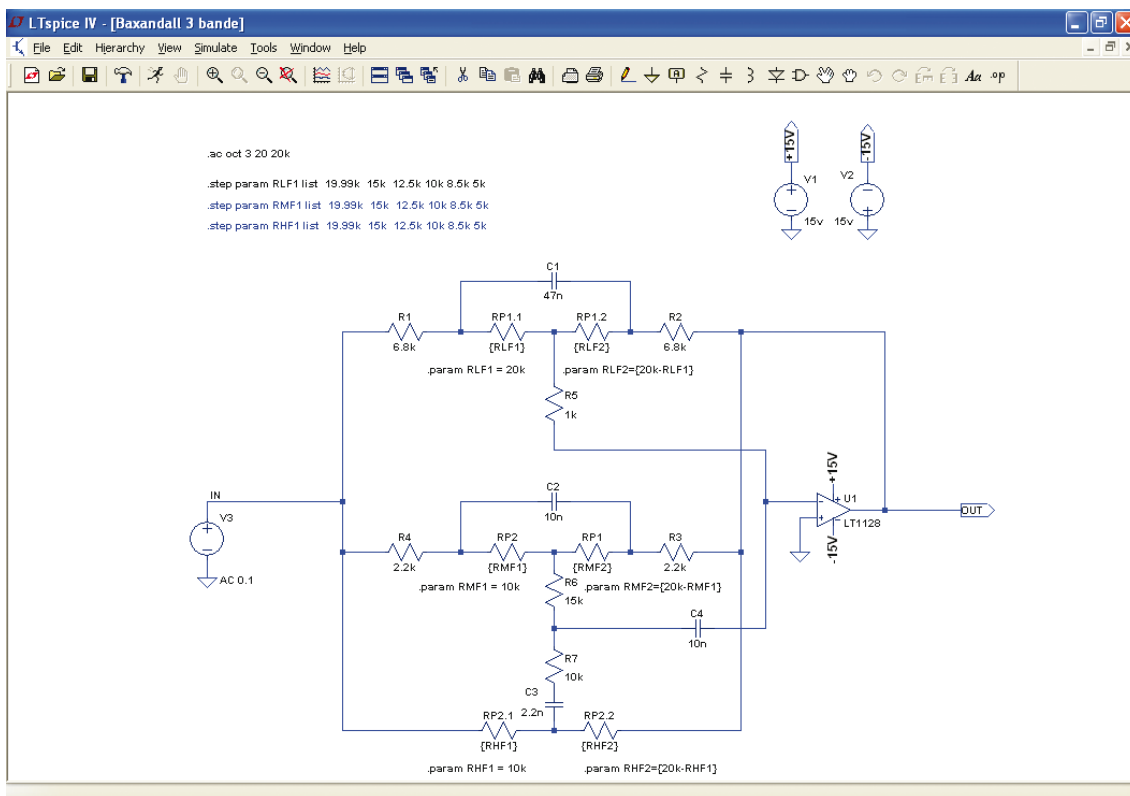 LTspice IV - [Baxandall 3 bande]
File Edit Hierarchy View Simulate Tools Window Help
Aa .op
.ac oct 3 20 20k
.step param RLF1 list 19.99k 15k 12.5k 10k 8.5k 5k
.step param RMF1 list 19.99k 15k 12.5k 10k 8.5k 5k
.step param RHF1 list 19.99k 15k 12.5k 10k 8.5k 5k
+15V -15V
V1 V2
15v 15v
C1
47n
R1 RP1.1 RP1.2 R2
6.8k {RLF1} {RLF2} 6.8k
.param RLF1 = 20k .param RLF2={20k-RLF1}
R5
1k
+15V
U1
LT1128
-15V
OUT
IN
V3
AC 0.1
C2
10n
R4 RP2 RP1 R3
2.2k {RMF1} {RMF2} 2.2k
.param RMF1 = 10k .param RMF2={20k-RMF1}
R6
15k
C4
10n
R7
10k
C3
2.2n
RP2.1 RP2.2
{RHF1} {RHF2}
.param RHF1 = 10k .param RHF2={20k-RHF1}